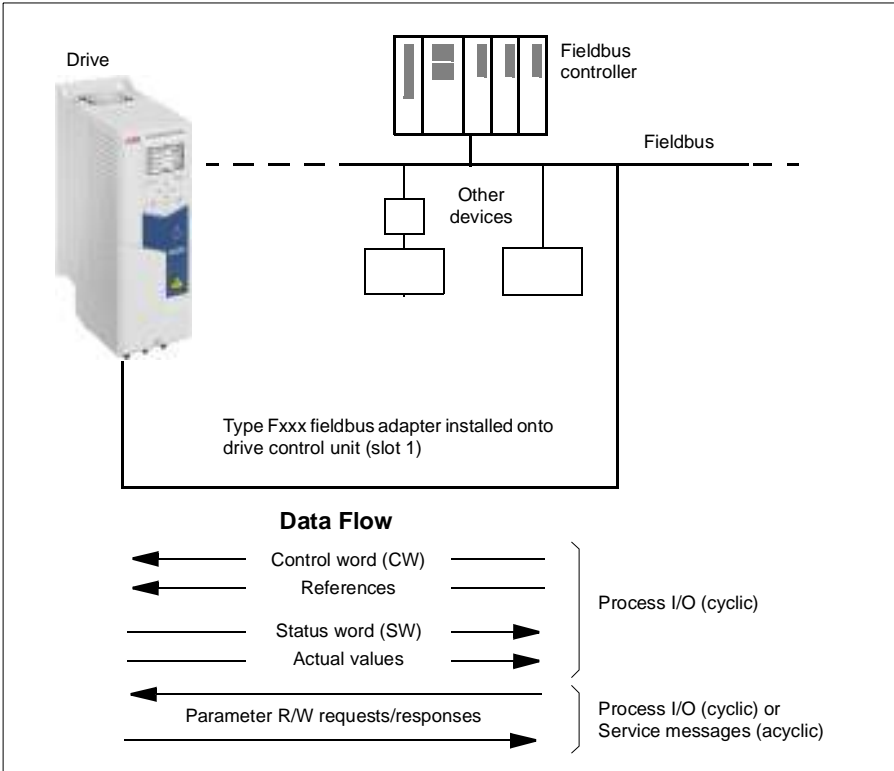 Drive
Fieldbus
controller
Fieldbus
Other
devices
Type Fxxx fieldbus adapter installed onto
drive control unit (slot 1)
Data Flow
Control word (CW)
References
Process I/O (cyclic)
Status word (SW)
Actual values
Parameter R/W requests/responses
Process I/O (cyclic) or
Service messages (acyclic)